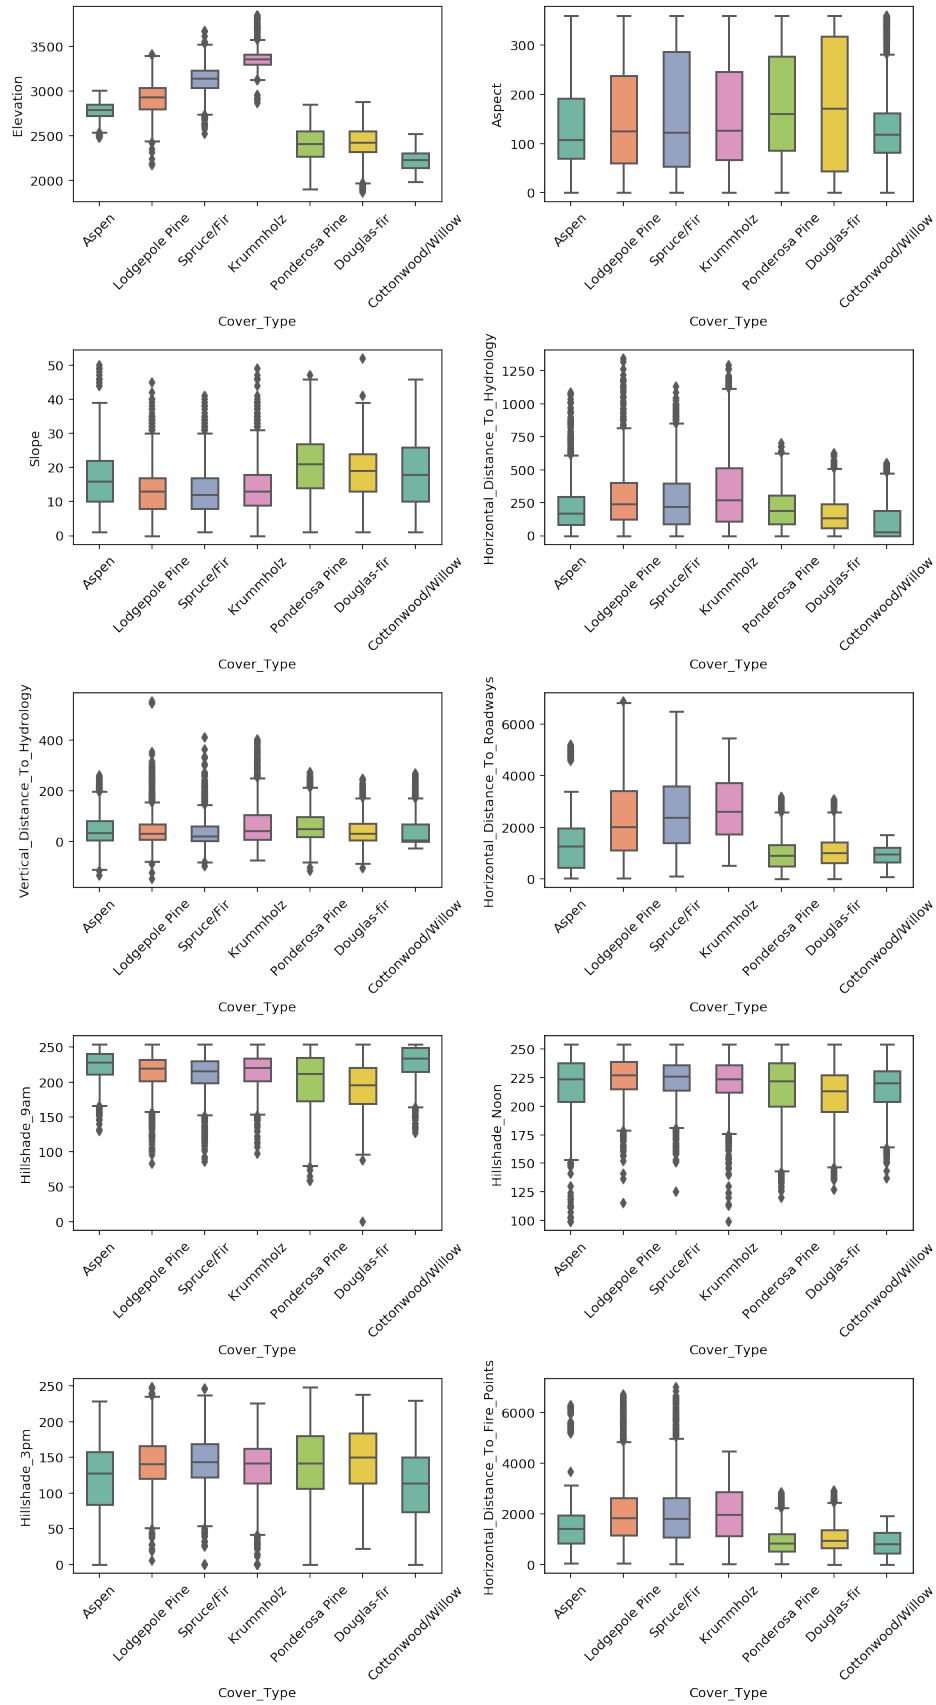 Elevation
3500
3000
2500
2000
Aspen
Lodgepole Pine
Spruce/Fir
Krummholz
Ponderosa Pine
Douglas-fir
Cottonwood/Willow
Cover_Type
Aspect
300
200
100
0
Aspen
Lodgepole Pine
Spruce/Fir
Krummholz
Ponderosa Pine
Douglas-fir
Cottonwood/Willow
Cover_Type
Slope
50
40
30
20
10
0
Aspen
Lodgepole Pine
Spruce/Fir
Krummholz
Ponderosa Pine
Douglas-fir
Cottonwood/Willow
Cover_Type
Horizontal_Distance_To_Hydrology
1250
1000
750
500
250
0
Aspen
Lodgepole Pine
Spruce/Fir
Krummholz
Ponderosa Pine
Douglas-fir
Cottonwood/Willow
Cover_Type
Vertical_Distance_To_Hydrology
400
200
0
Aspen
Lodgepole Pine
Spruce/Fir
Krummholz
Ponderosa Pine
Douglas-fir
Cottonwood/Willow
Cover_Type
Horizontal_Distance_To_Roadways
6000
4000
2000
0
Aspen
Lodgepole Pine
Spruce/Fir
Krummholz
Ponderosa Pine
Douglas-fir
Cottonwood/Willow
Cover_Type
Hillshade_9am
250
200
150
100
50
0
Aspen
Lodgepole Pine
Spruce/Fir
Krummholz
Ponderosa Pine
Douglas-fir
Cottonwood/Willow
Cover_Type
Hillshade_Noon
250
225
200
175
150
125
100
Aspen
Lodgepole Pine
Spruce/Fir
Krummholz
Ponderosa Pine
Douglas-fir
Cottonwood/Willow
Cover_Type
Hillshade_3pm
250
200
150
100
50
0
Aspen
Lodgepole Pine
Spruce/Fir
Krummholz
Ponderosa Pine
Douglas-fir
Cottonwood/Willow
Cover_Type
Horizontal_Distance_To_Fire_Points
6000
4000
2000
0
Aspen
Lodgepole Pine
Spruce/Fir
Krummholz
Ponderosa Pine
Douglas-fir
Cottonwood/Willow
Cover_Type